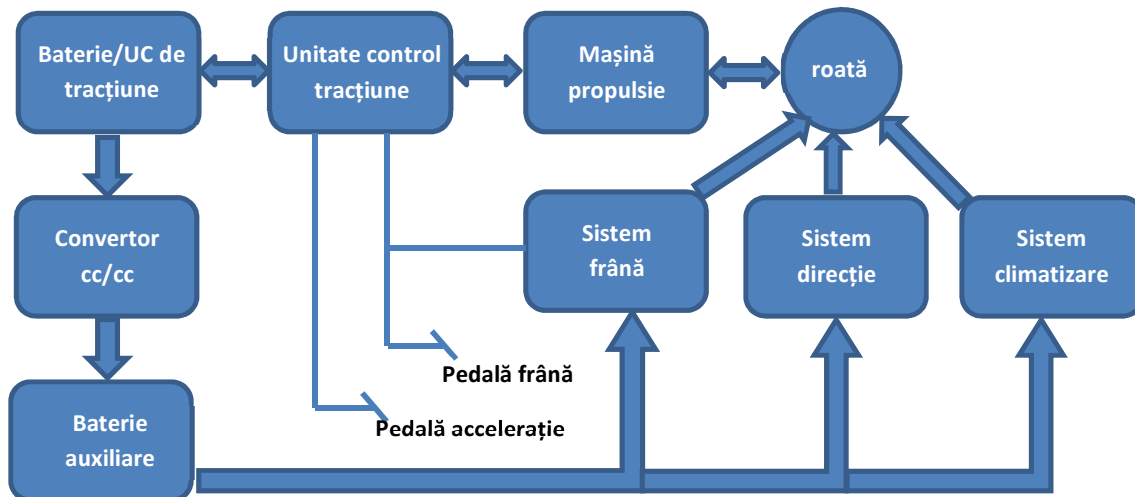 Baterie/UC de
tracțiune
Unitate control
tracțiune
Mașină
propulsie
roată
Convertor
cc/cc
Sistem
frână
Sistem
direcție
Sistem
climatizare
Pedală frână
Pedală accelerație
Baterie
auxiliare